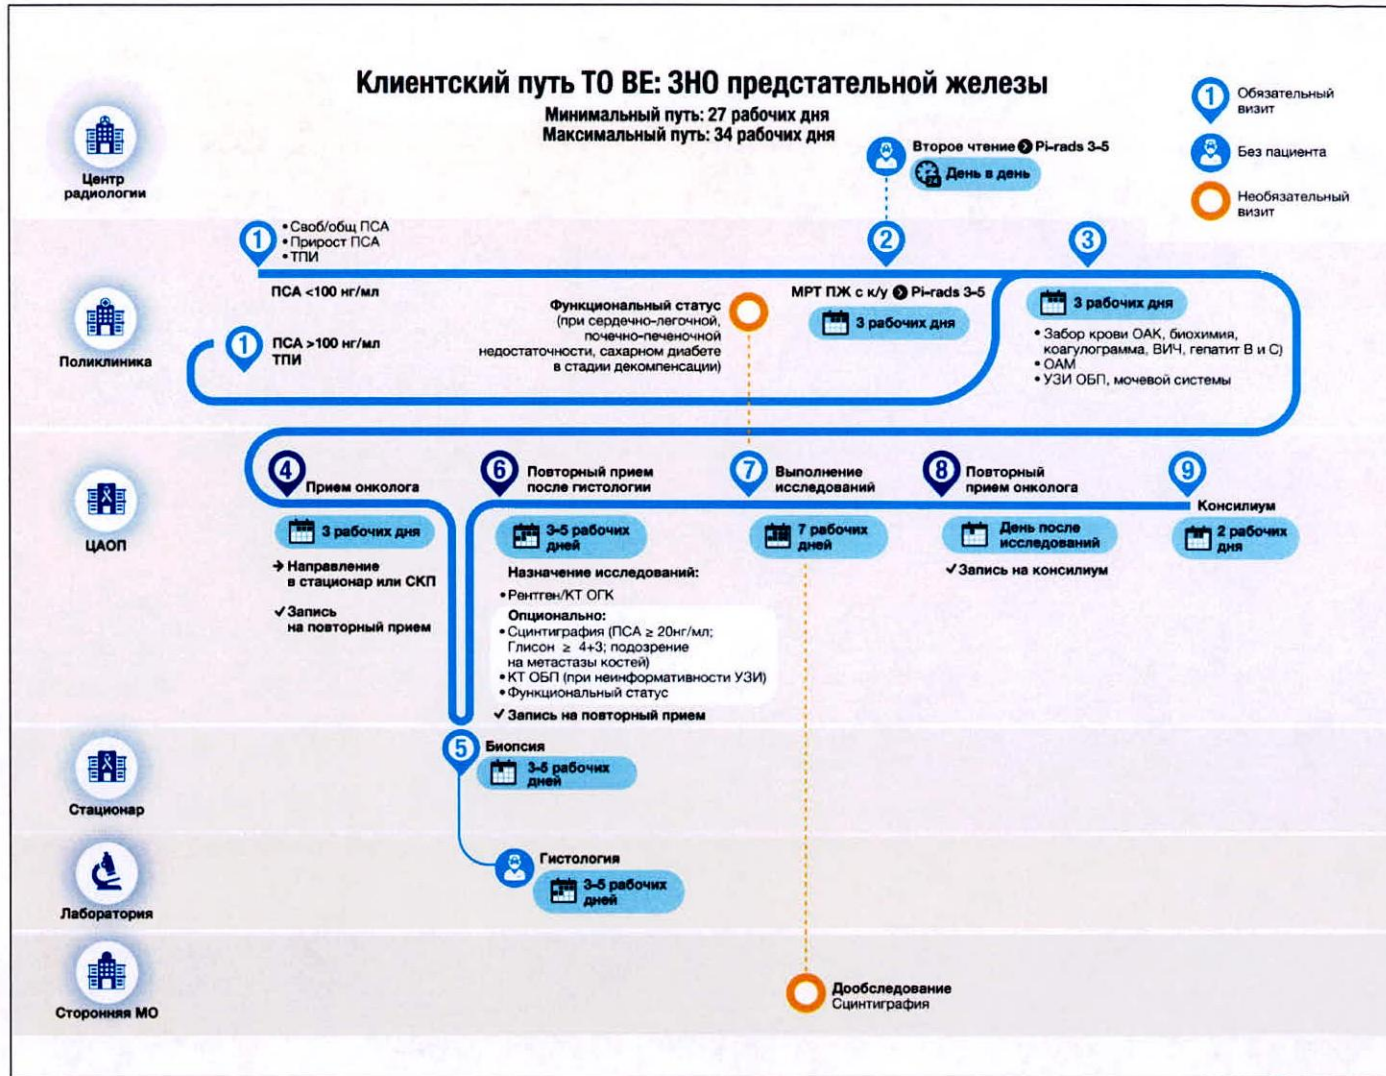 Клиентский путь TO BE: ЗНО предстательной железы
Минимальный путь: 27 рабочих дня
Максимальный путь: 34 рабочих дня
1
Обязательный
визит
Без пациента
Необязательный
визит
Центр
радиологии
Второе чтение Pi-rads 3-5
24
День в день
Поликлиника
1
• Своб/общ ПСА
• Прирост ПСА
• ТПИ
ПСА <100 нг/мл
1
ПСА >100 нг/мл
ТПИ
Функциональный статус
(при сердечно-легочной,
почечно-печеночной
недостаточности, сахарном диабете
в стадии декомпенсации)
2
МРТ ПЖ с к/у Pi-rads 3-5
3 рабочих дня
3
3 рабочих дня
• Забор крови ОАК, биохимия,
коагулограмма, ВИЧ, гепатит В и С)
• ОАМ
• УЗИ ОБП, мочевой системы
ЦАОП
4
Прием онколога
3 рабочих дня
→ Направление
в стационар или СКП
✓ Запись
на повторный прием
6
Повторный прием
после гистологии
3-5 рабочих
дней
Назначение исследований:
• Рентген/КТ ОГК
Опционально:
• Сцинтиграфия (ПСА ≥ 20нг/мл;
Глисон ≥ 4+3; подозрение
на метастазы костей)
• КТ ОБП (при неинформативности УЗИ)
• Функциональный статус
✓ Запись на повторный прием
7
Выполнение
исследований
7 рабочих
дней
8
Повторный
прием онколога
День после
исследований
✓ Запись на консилиум
9
Консилиум
2 рабочих
дня
Стационар
5
Биопсия
3-5 рабочих
дней
Лаборатория
Гистология
3-5 рабочих
дней
Сторонняя МО
Дообследование
Сцинтиграфия